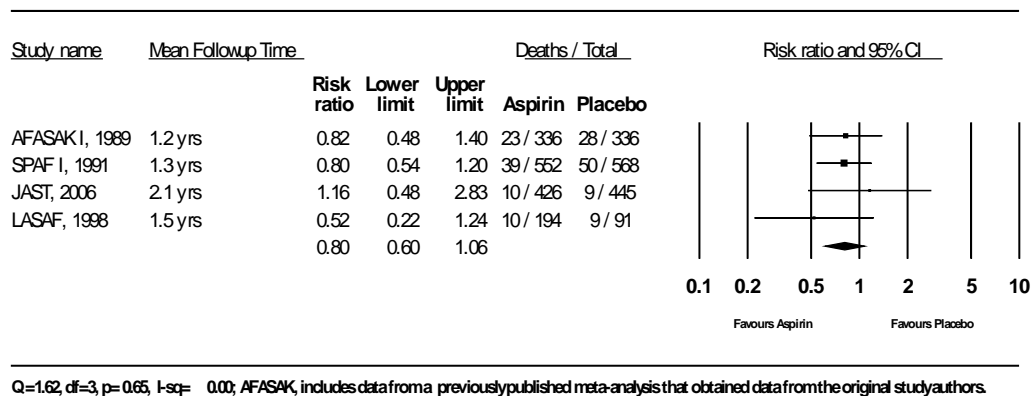 Study name Mean Followup Time Deaths / Total Risk ratio and 95% CI
Risk ratio Lower limit Upper limit Aspirin Placebo
AFASAK I, 1989 1.2 yrs 0.82 0.48 1.40 23 / 336 28 / 336
SPAF I, 1991 1.3 yrs 0.80 0.54 1.20 39 / 552 50 / 568
JAST, 2006 2.1 yrs 1.16 0.48 2.83 10 / 426 9 / 445
LASAF, 1998 1.5 yrs 0.52 0.22 1.24 10 / 194 9 / 91
0.80 0.60 1.06
0.1 0.2 0.5 1 2 5 10
Favours Aspirin Favours Placebo
Q=1.62, df=3, p= 0.65, I-sq= 0.00; AFASAK, includes data from a previously published meta-analysis that obtained data from the original study authors.